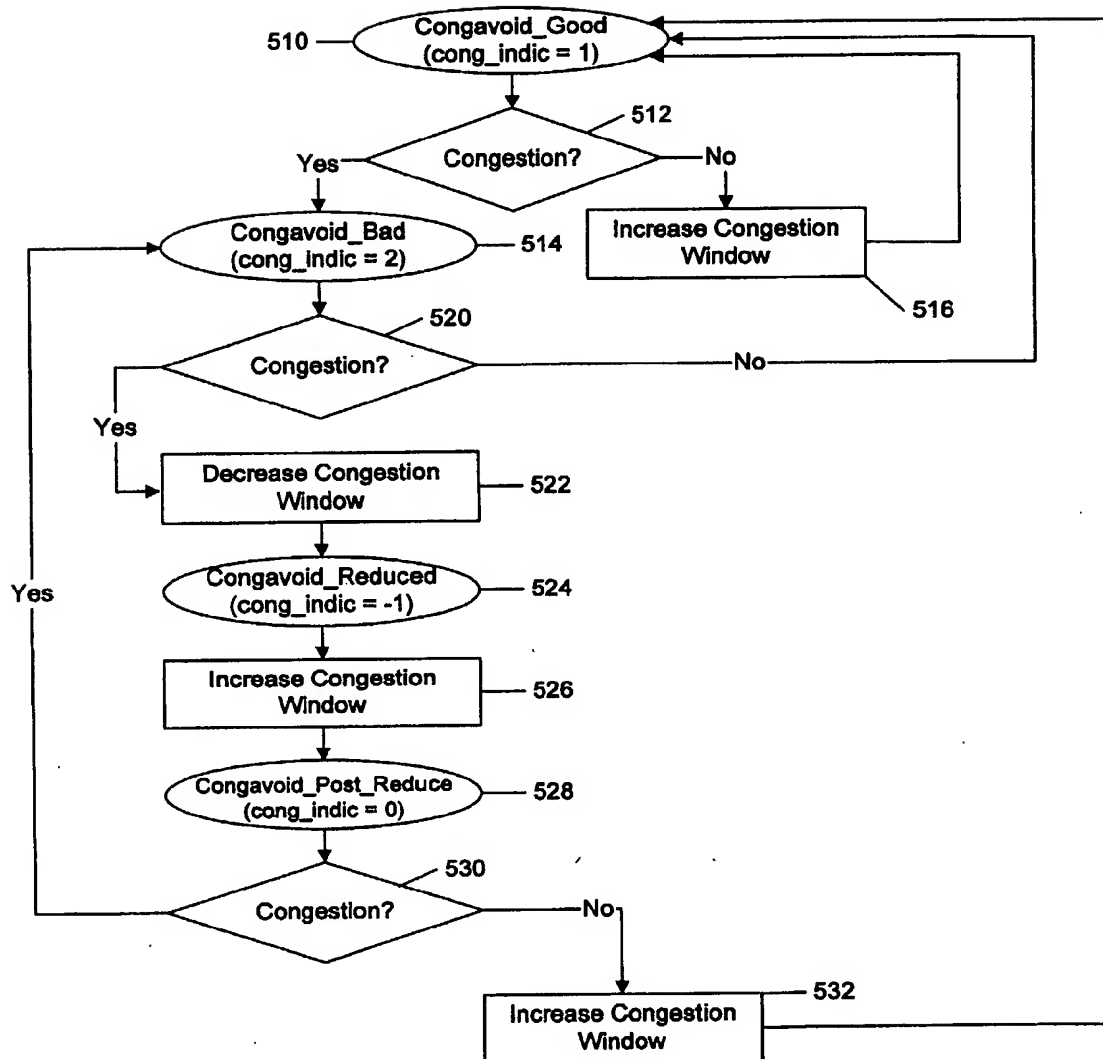 Congavoid_Good
(cong_indic = 1)
510
512
Congestion?
Yes
No
Congavoid_Bad
(cong_indic = 2)
514
Increase Congestion
Window
516
520
Congestion?
No
Yes
Decrease Congestion
Window
522
Congavoid_Reduced
(cong_indic = -1)
524
Yes
Increase Congestion
Window
526
Congavoid_Post_Reduce
(cong_indic = 0)
528
530
Congestion?
No
532
Increase Congestion
Window